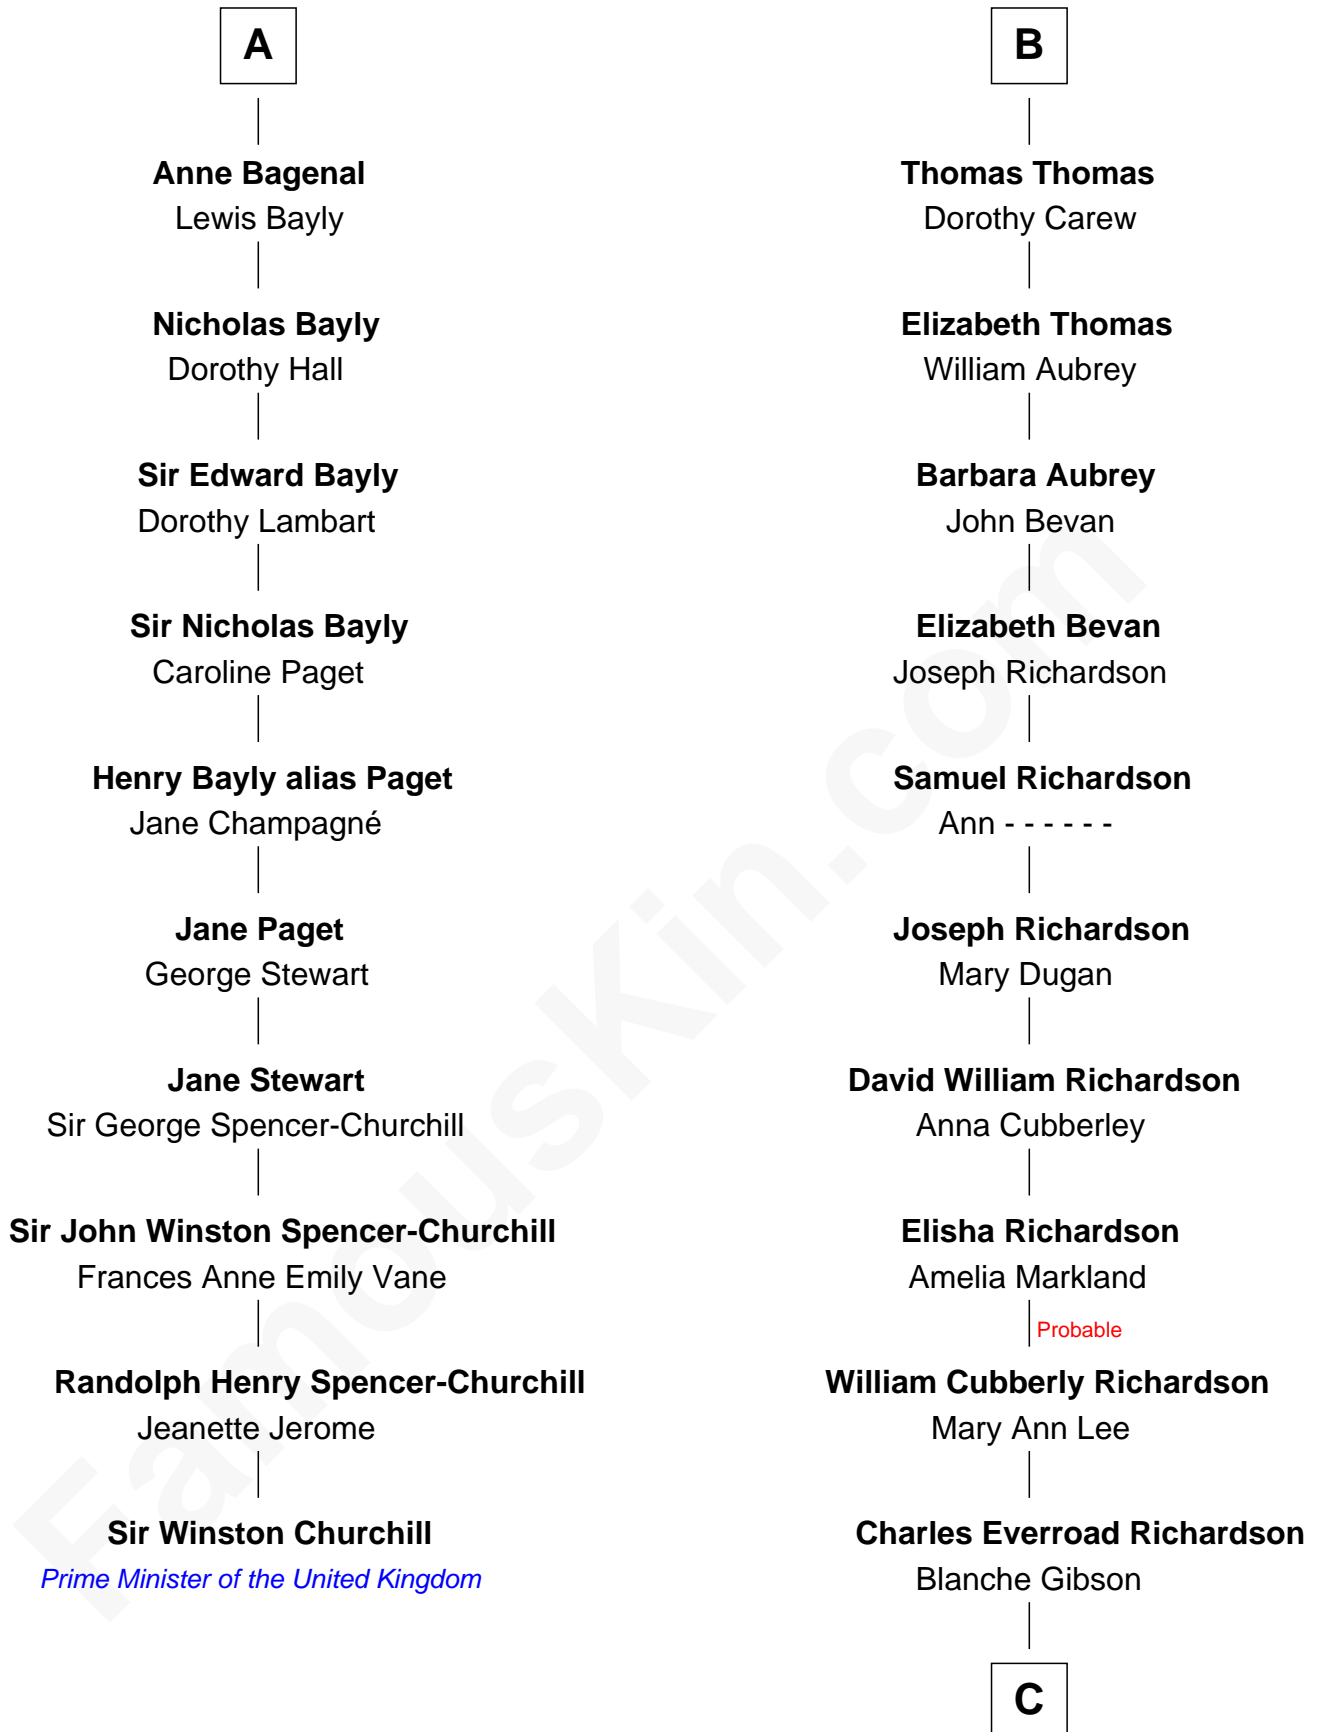 A
Anne Bagenal
Lewis Bayly
Nicholas Bayly
Dorothy Hall
Sir Edward Bayly
Dorothy Lambart
Sir Nicholas Bayly
Caroline Paget
Henry Bayly alias Paget
Jane Champagné
Jane Paget
George Stewart
Jane Stewart
Sir George Spencer-Churchill
Sir John Winston Spencer-Churchill
Frances Anne Emily Vane
Randolph Henry Spencer-Churchill
Jeanette Jerome
Sir Winston Churchill
Prime Minister of the United Kingdom
B
Thomas Thomas
Dorothy Carew
Elizabeth Thomas
William Aubrey
Barbara Aubrey
John Bevan
Elizabeth Bevan
Joseph Richardson
Samuel Richardson
Ann - - - - - -
Joseph Richardson
Mary Dugan
David William Richardson
Anna Cubberley
Elisha Richardson
Amelia Markland
Probable
William Cubberly Richardson
Mary Ann Lee
Charles Everroad Richardson
Blanche Gibson
C
FamousKin.com